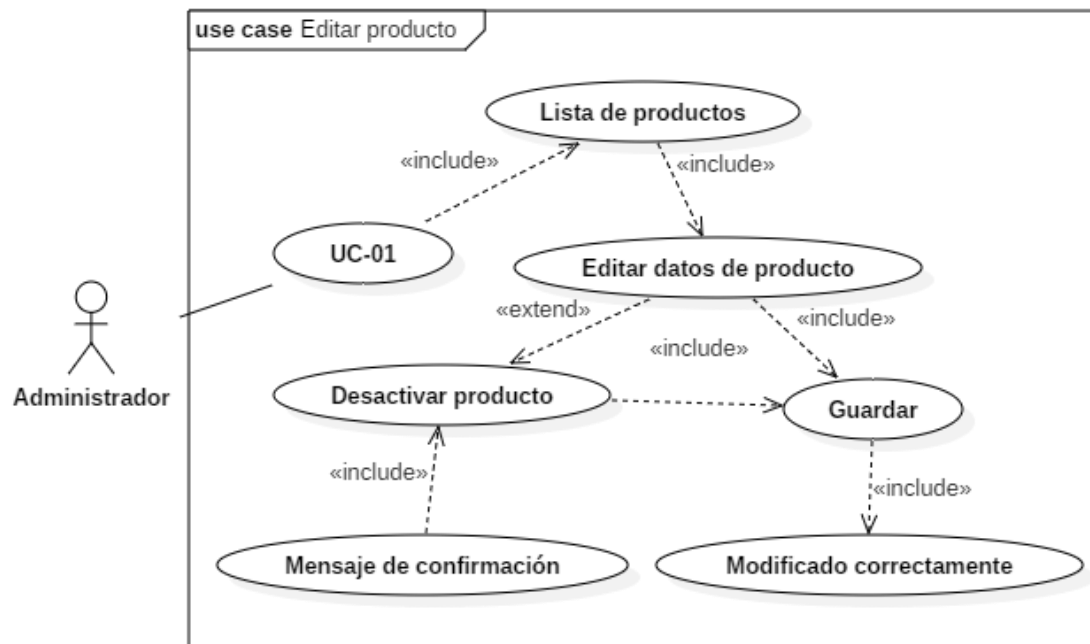 use case Editar producto
Lista de productos
«include»
«include»
UC-01
Editar datos de producto
«extend»
«include»
«include»
Administrador
Desactivar producto
Guardar
«include»
«include»
Mensaje de confirmación
Modificado correctamente